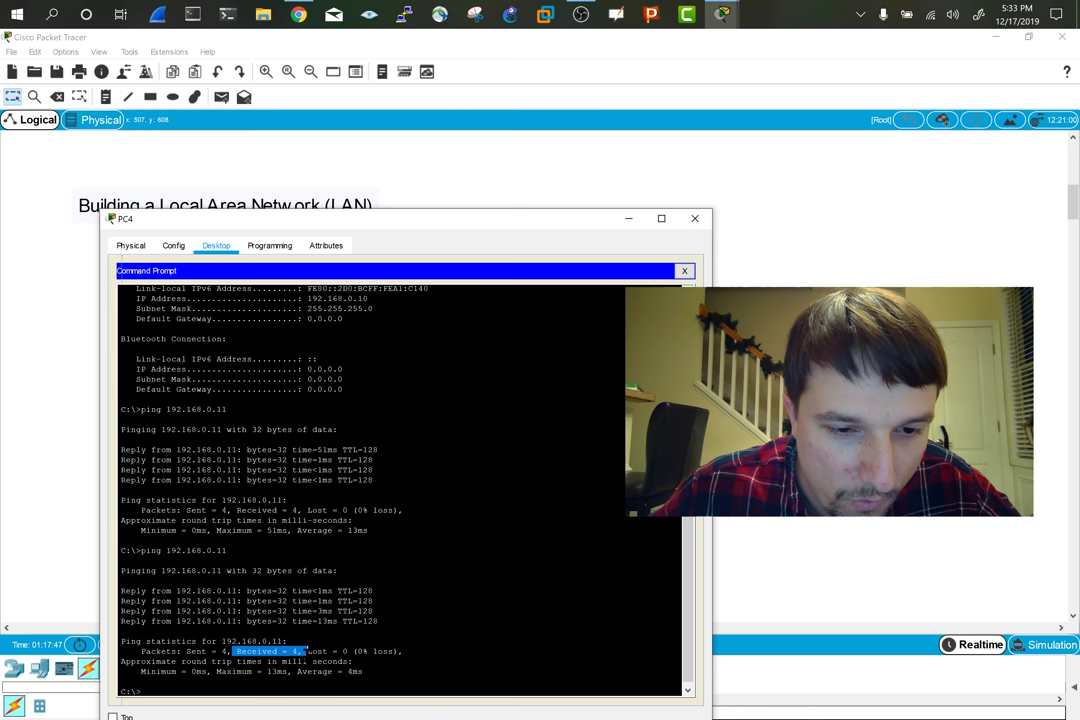 5:33 PM
12/17/2019
Cisco Packet Tracer
File Edit Options View Tools Extensions Help
Logical Physical x: 507, y: 608 [Root] 12:21:00
Building a Local Area Network (LAN)
PC4
Physical Config Desktop Programming Attributes
Command Prompt X
Link-local IPv6 Address.........: FE80::2D0:BCFF:FEA1:C140
IP Address......................: 192.168.0.10
Subnet Mask.....................: 255.255.255.0
Default Gateway.................: 0.0.0.0
Bluetooth Connection:
Link-local IPv6 Address.........: ::
IP Address......................: 0.0.0.0
Subnet Mask.....................: 0.0.0.0
Default Gateway.................: 0.0.0.0
C:\>ping 192.168.0.11
Pinging 192.168.0.11 with 32 bytes of data:
Reply from 192.168.0.11: bytes=32 time=51ms TTL=128
Reply from 192.168.0.11: bytes=32 time=1ms TTL=128
Reply from 192.168.0.11: bytes=32 time<1ms TTL=128
Reply from 192.168.0.11: bytes=32 time<1ms TTL=128
Ping statistics for 192.168.0.11:
Packets: Sent = 4, Received = 4, Lost = 0 (0% loss),
Approximate round trip times in milli-seconds:
Minimum = 0ms, Maximum = 51ms, Average = 13ms
C:\>ping 192.168.0.11
Pinging 192.168.0.11 with 32 bytes of data:
Reply from 192.168.0.11: bytes=32 time<1ms TTL=128
Reply from 192.168.0.11: bytes=32 time=1ms TTL=128
Reply from 192.168.0.11: bytes=32 time=3ms TTL=128
Reply from 192.168.0.11: bytes=32 time=13ms TTL=128
Ping statistics for 192.168.0.11:
Packets: Sent = 4, Received = 4, Lost = 0 (0% loss),
Approximate round trip times in milli-seconds:
Minimum = 0ms, Maximum = 13ms, Average = 4ms
C:\>
Time: 01:17:47 Realtime Simulation
Top